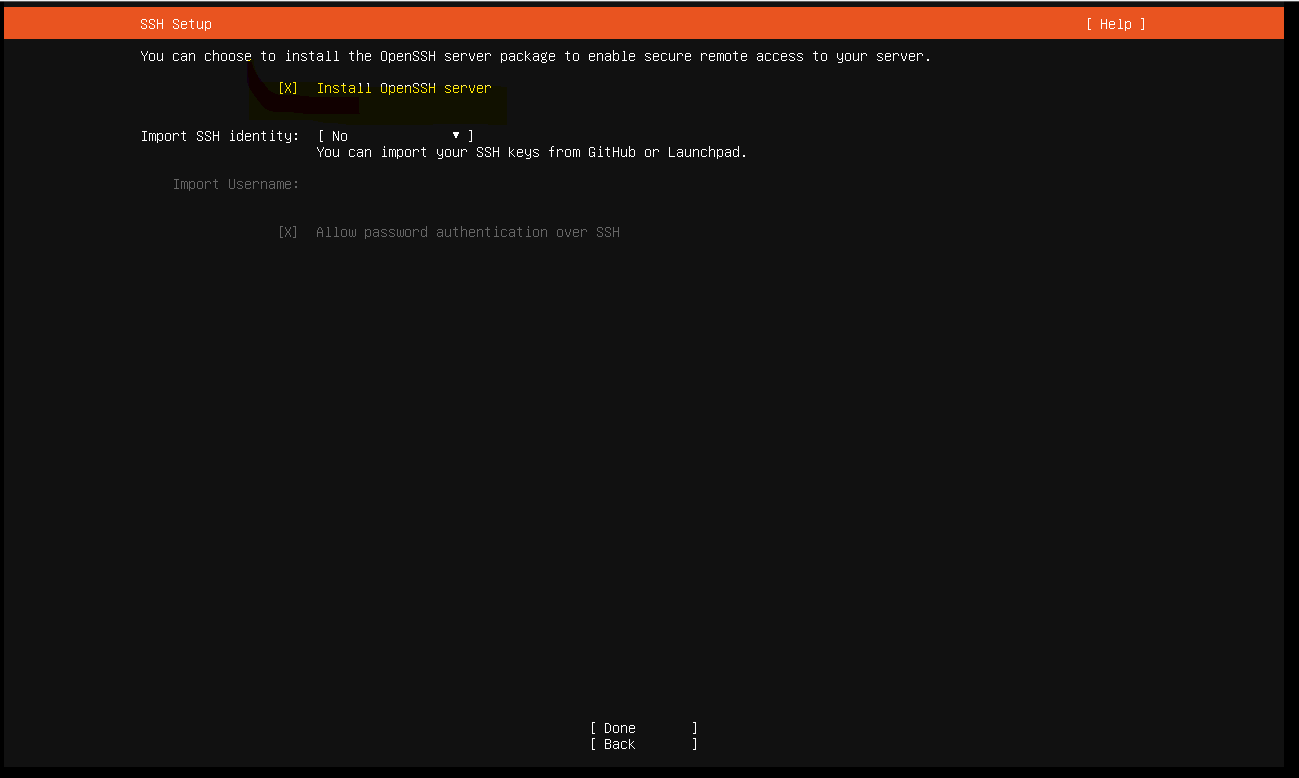 SSH Setup [ Help ]
You can choose to install the OpenSSH server package to enable secure remote access to your server.
[X] Install OpenSSH server
Import SSH identity: [ No ▾ ]
You can import your SSH keys from GitHub or Launchpad.
Import Username:
[X] Allow password authentication over SSH
[ Done ]
[ Back ]